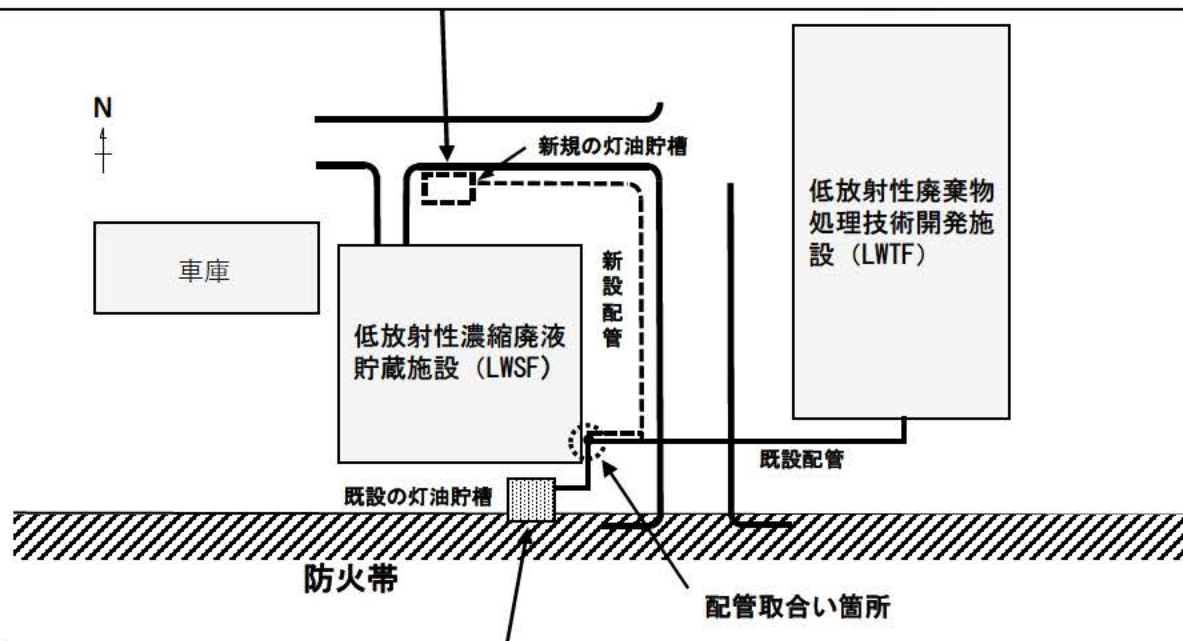 N
新規の灯油貯槽
低放射性廃棄物
処理技術開発施
設（LWTF）
車庫
新設配管
低放射性濃縮廃液
貯蔵施設（LWSF）
既設配管
既設の灯油貯槽
防火帯
配管取合い箇所